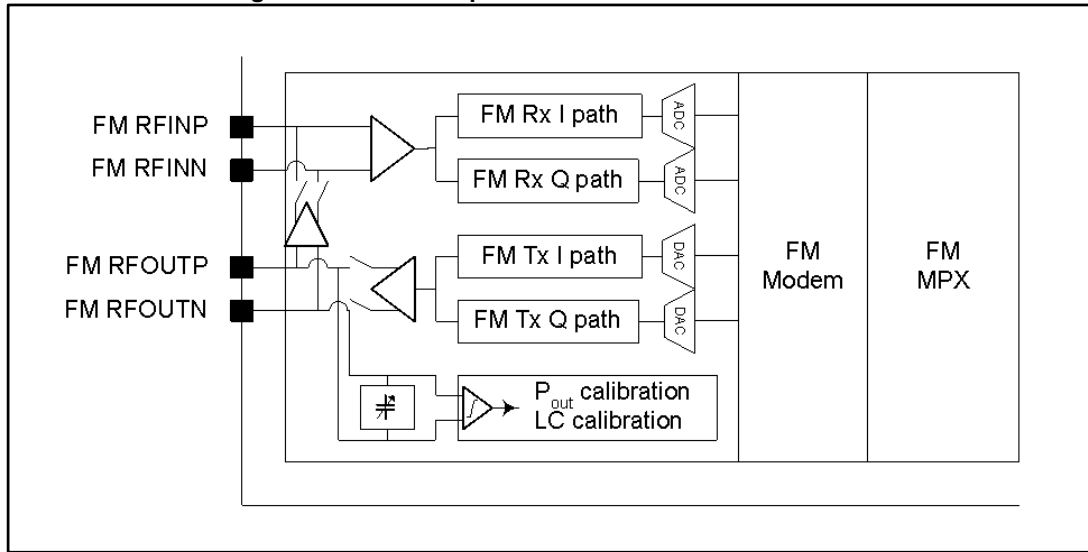 FM RFINP
FM RFINN
FM RFOUTP
FM RFOUTN
FM Rx I path
ADC
FM Rx Q path
ADC
FM Tx I path
DAC
FM Tx Q path
DAC
Pout calibration
LC calibration
FM
Modem
FM
MPX